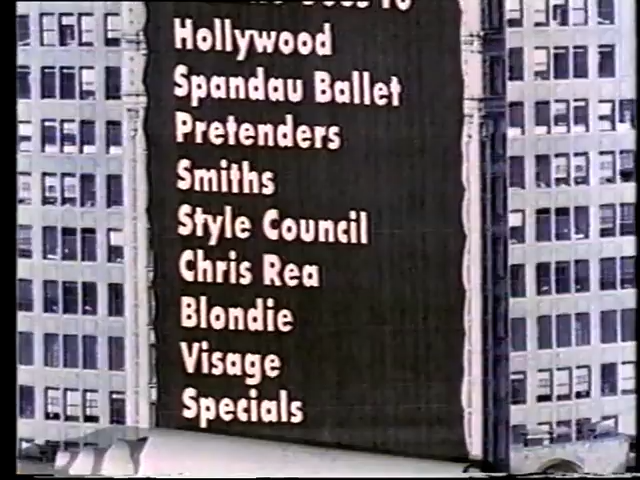 Hollywood
Spandau Ballet
Pretenders
Smiths
Style Council
Chris Rea
Blondie
Visage
Specials